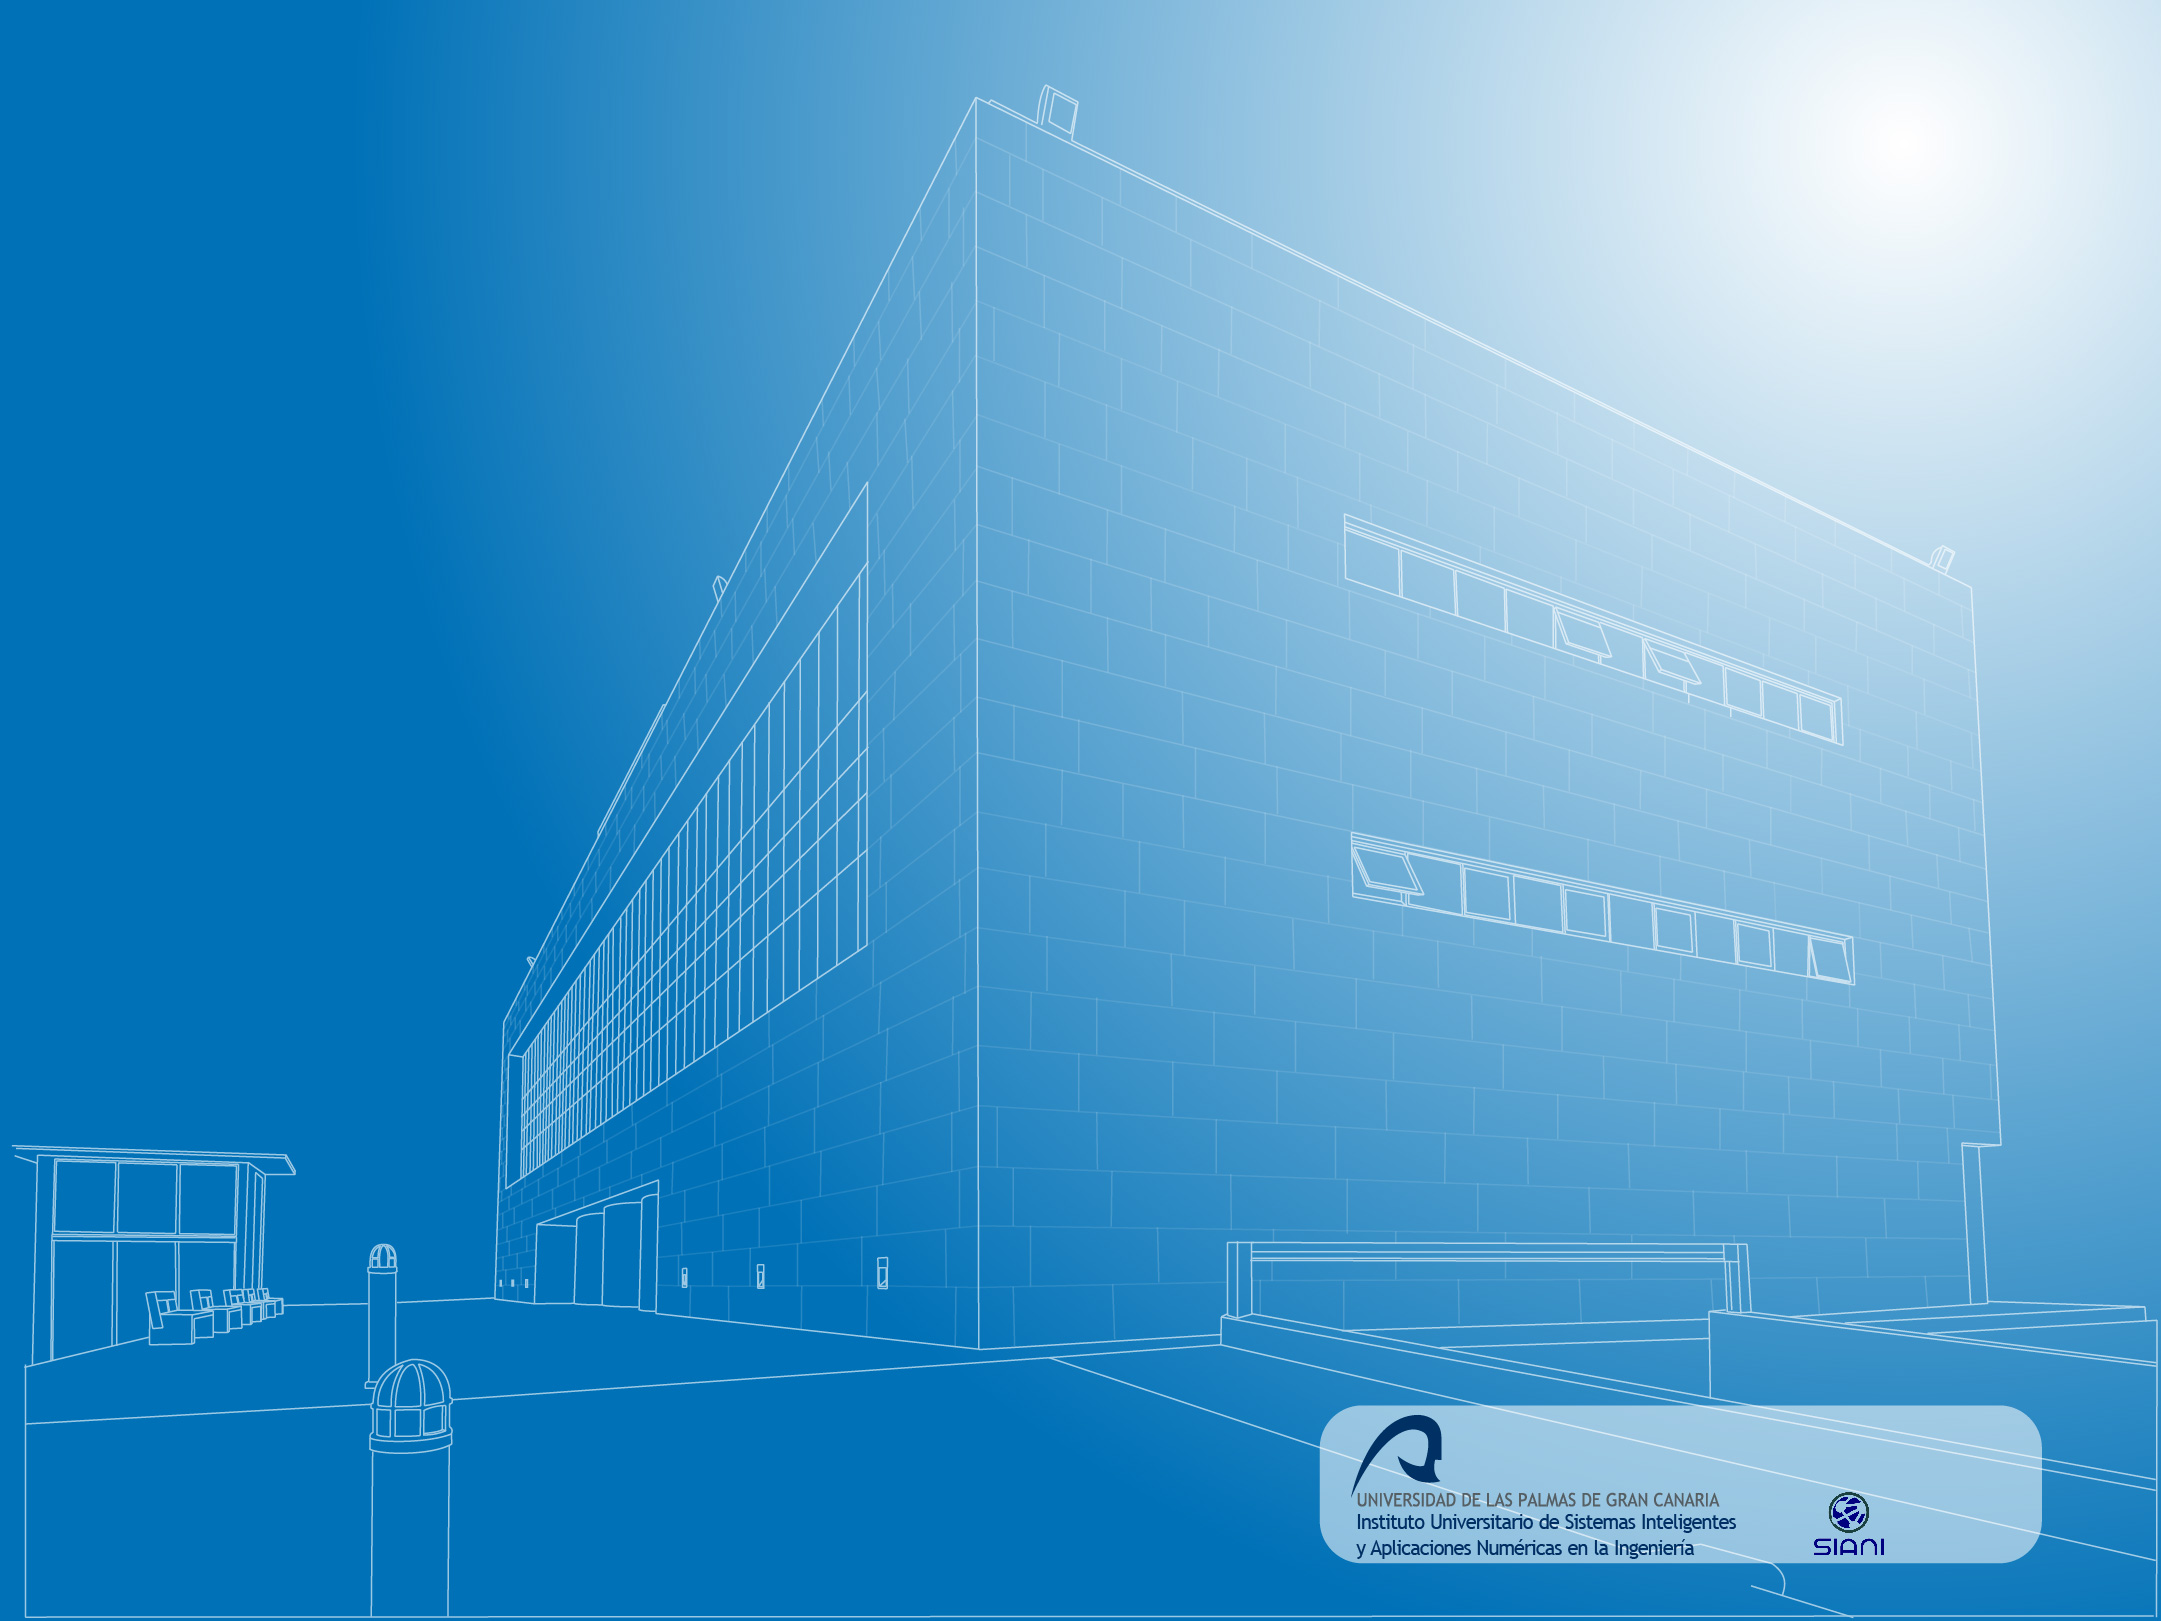 UNIVERSIDAD DE LAS PALMAS DE GRAN CANARIA
Instituto Universitario de Sistemas Inteligentes
y Aplicaciones Numéricas en la Ingeniería
SIANI